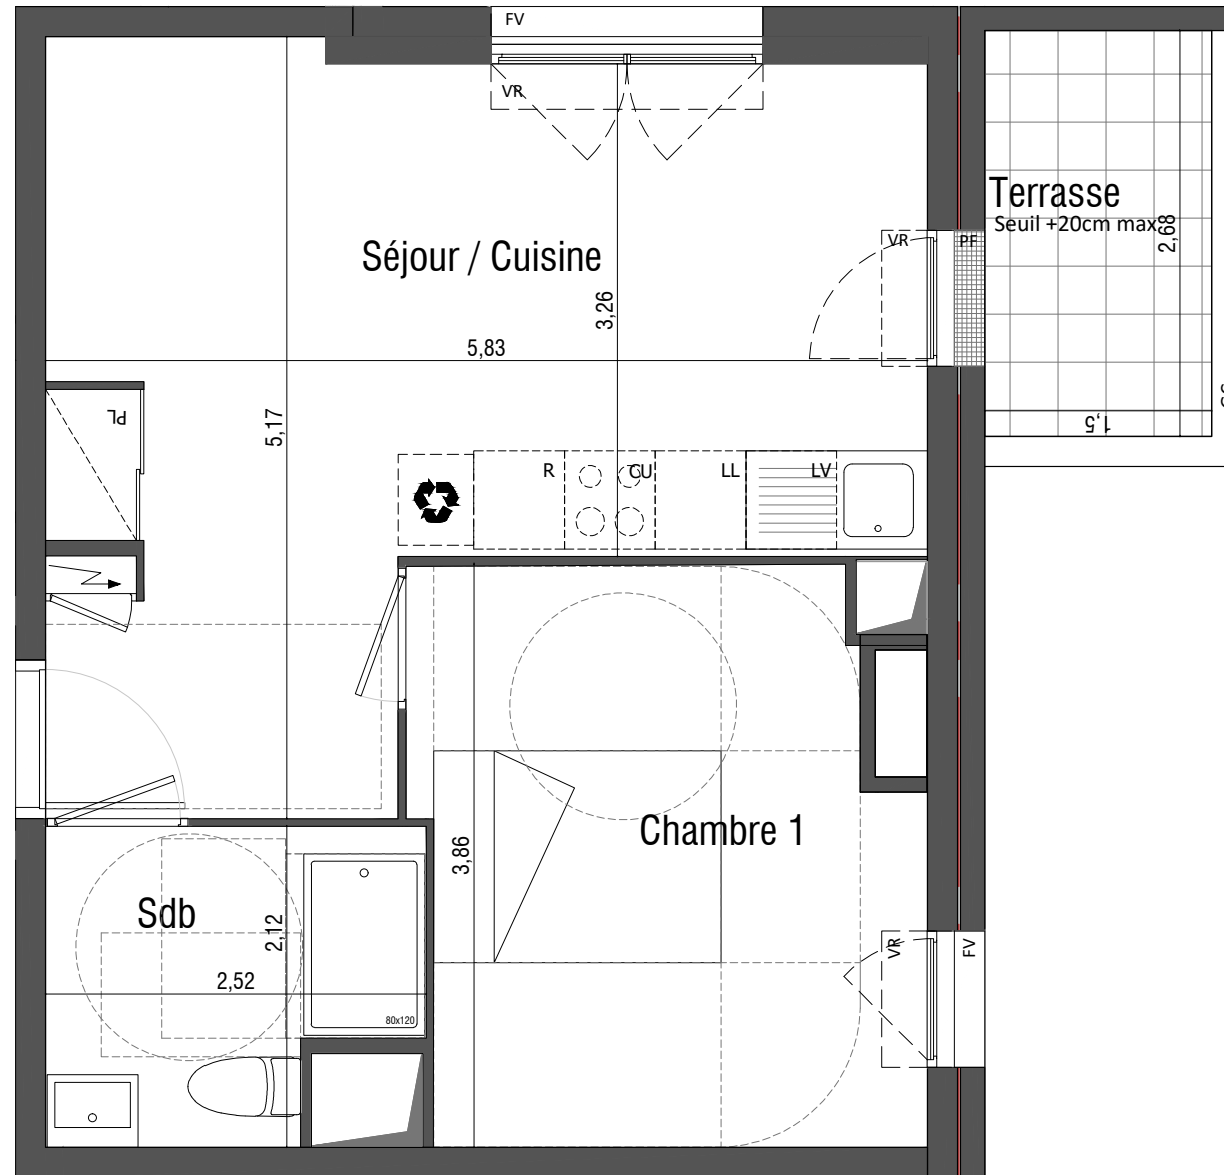 FV
VR
Terrasse
Seuil +20cm max
2,68
VR
PF
Séjour / Cuisine
3,26
5,83
PL
5,17
1,5
R
CU
LL
LV
Chambre 1
3,86
Sdb
2,12
2,52
VR
FV
80x120